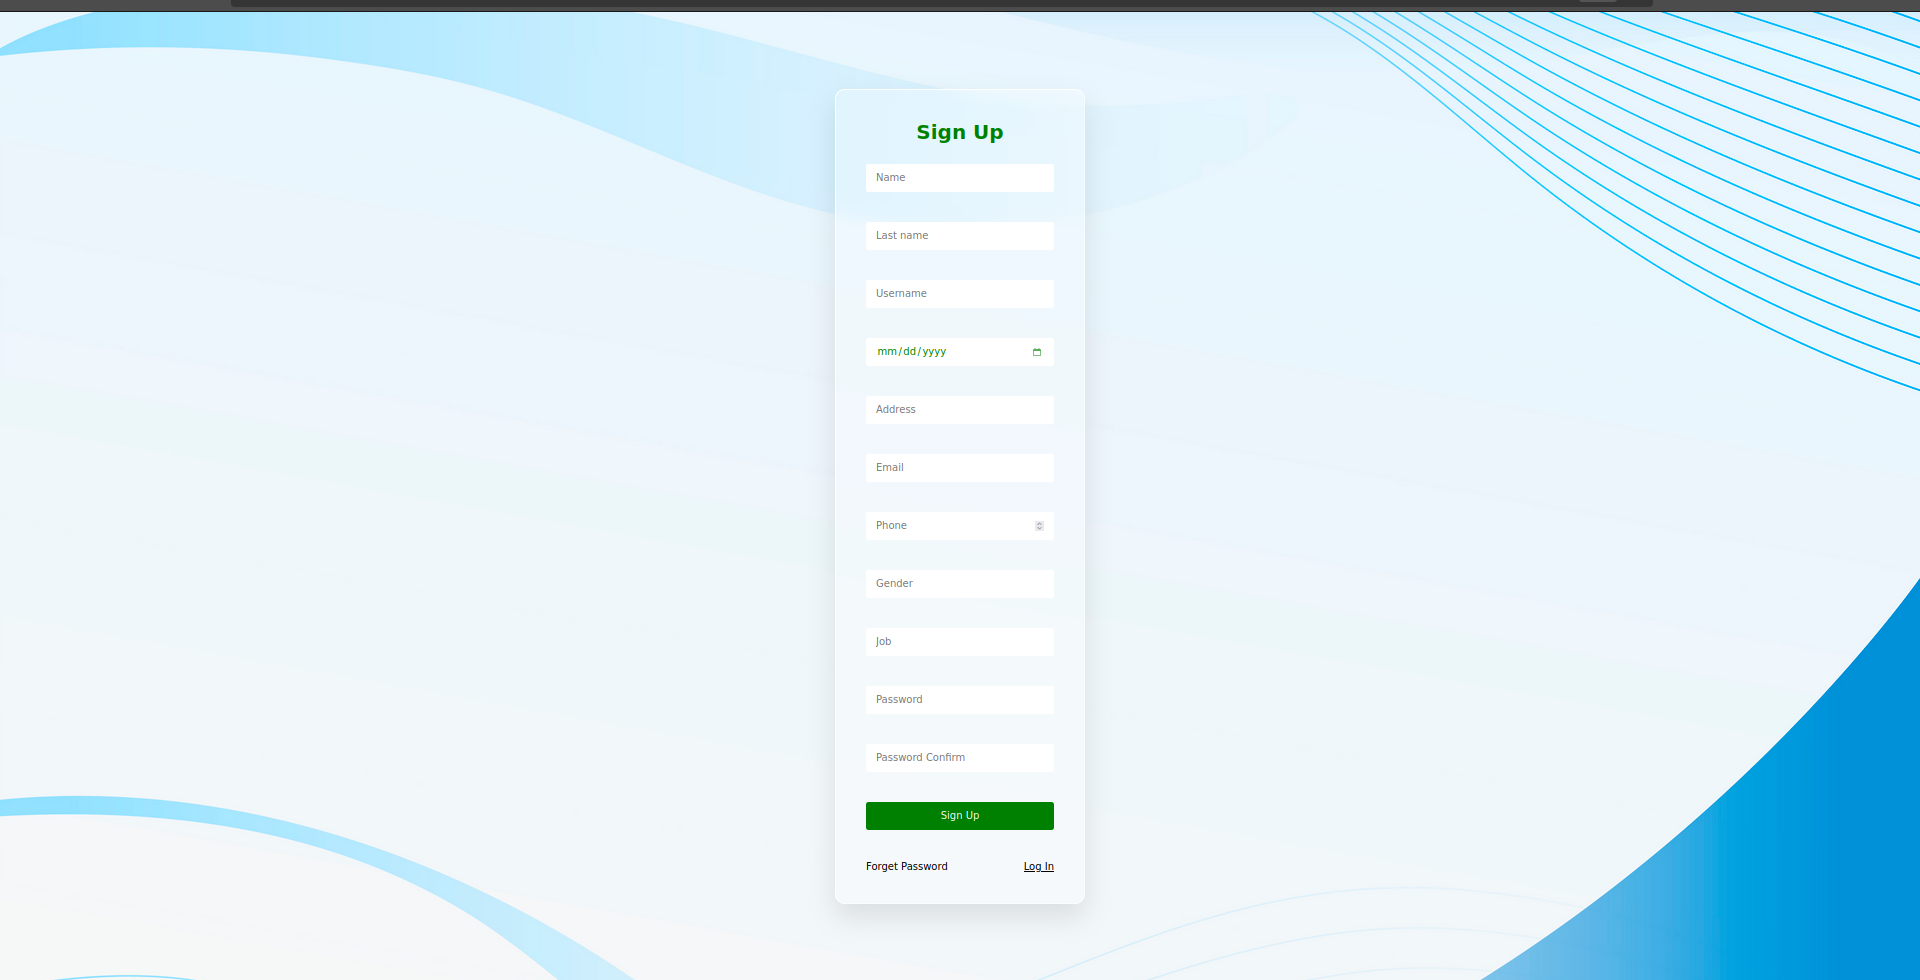 Sign Up
Name
Last name
Username
mm/dd/yyyy
Address
Email
Phone
Gender
Job
Password
Password Confirm
Sign Up
Forget Password Log In